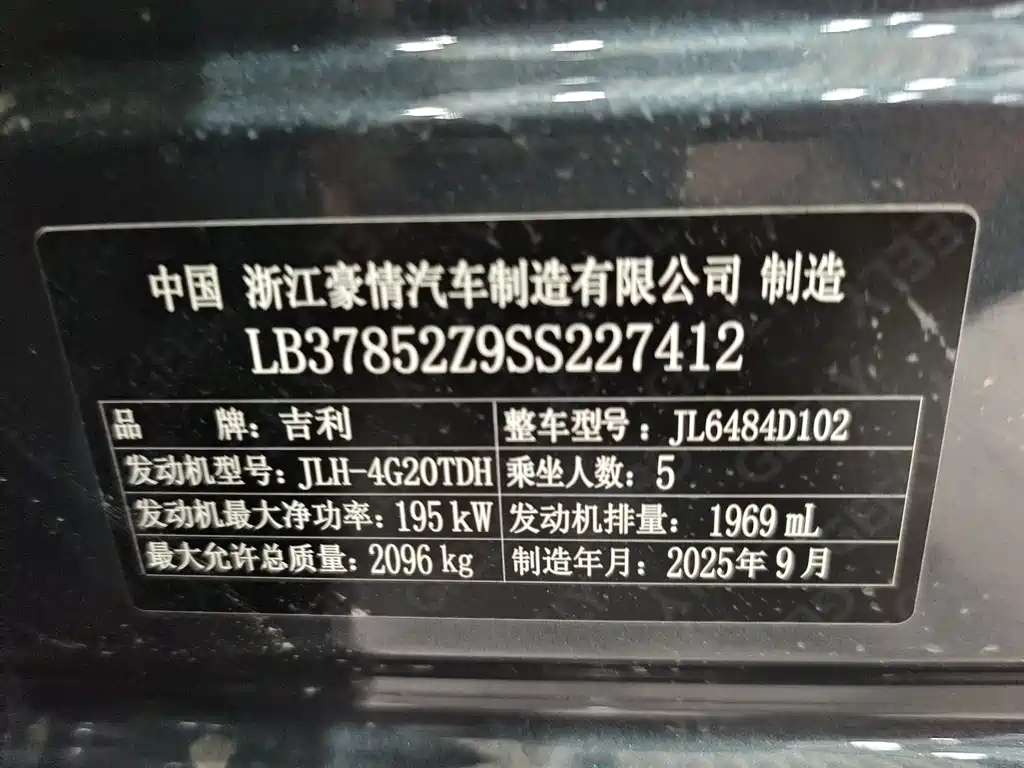 中国 浙江豪情汽车制造有限公司 制造
LB37852Z9SS227412
品 牌：吉利 整车型号：JL6484D102
发动机型号：JLH-4G20TDH 乘坐人数：5
发动机最大净功率：195 kW 发动机排量：1969 mL
最大允许总质量：2096 kg 制造年月：2025年9月